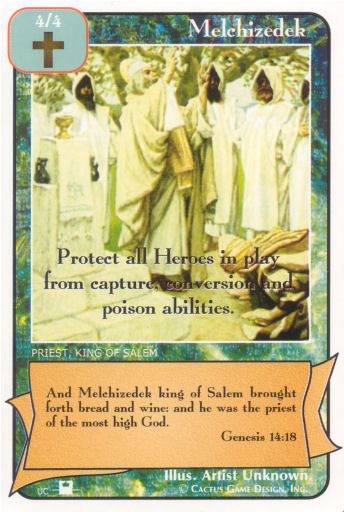 4/4
Melchizedek
Protect all Heroes in play
from capture, conversion and
poison abilities.
PRIEST, KING OF SALEM
And Melchizedek king of Salem brought
forth bread and wine: and he was the priest
of the most high God.
Genesis 14:18
Illus. Artist Unknown
© Cactus Game Design, Inc.
UC